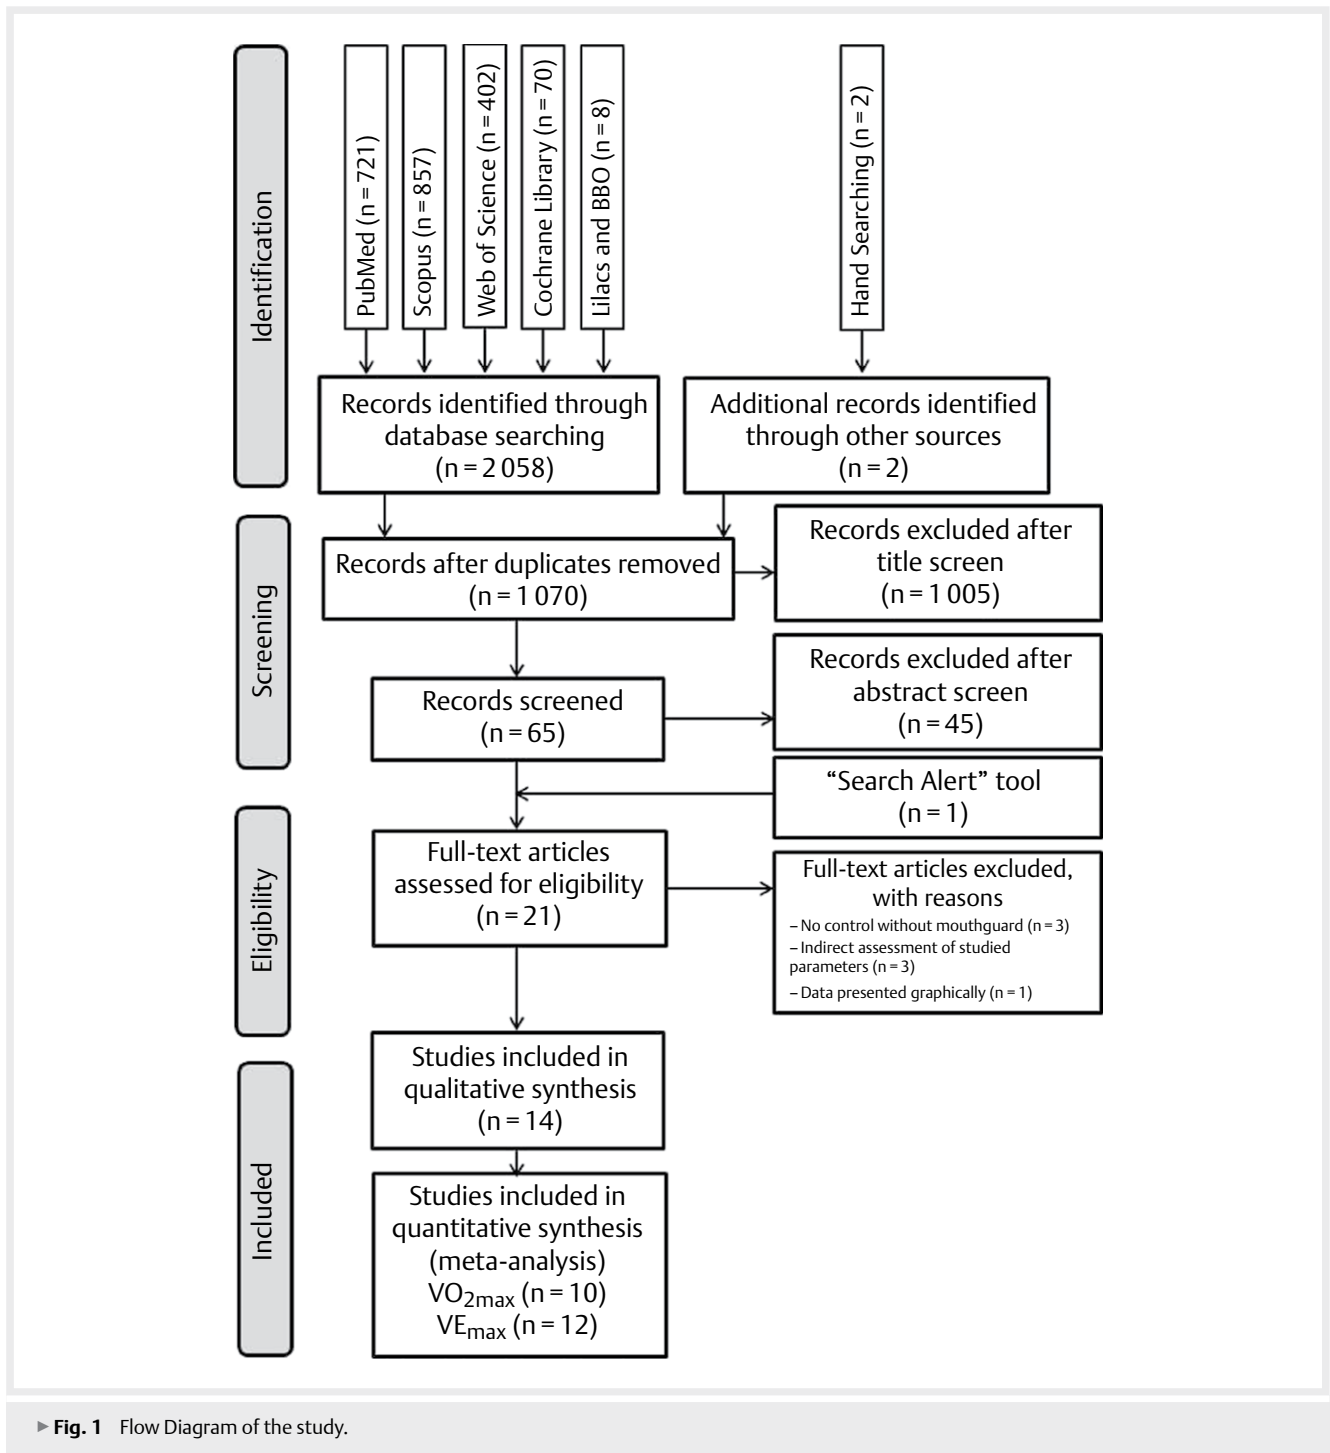 Identification
PubMed (n = 721)
Scopus (n = 857)
Web of Science (n = 402)
Cochrane Library (n = 70)
Lilacs and BBO (n = 8)
Hand Searching (n = 2)
Records identified through
database searching
(n = 2 058)
Additional records identified
through other sources
(n = 2)
Screening
Records after duplicates removed
(n = 1 070)
Records excluded after
title screen
(n = 1 005)
Records screened
(n = 65)
Records excluded after
abstract screen
(n = 45)
“Search Alert” tool
(n = 1)
Eligibility
Full-text articles
assessed for eligibility
(n = 21)
Full-text articles excluded,
with reasons
– No control without mouthguard (n = 3)
– Indirect assessment of studied
parameters (n = 3)
– Data presented graphically (n = 1)
Included
Studies included in
qualitative synthesis
(n = 14)
Studies included in
quantitative synthesis
(meta-analysis)
VO2max (n = 10)
VEmax (n = 12)
▶ Fig. 1 Flow Diagram of the study.